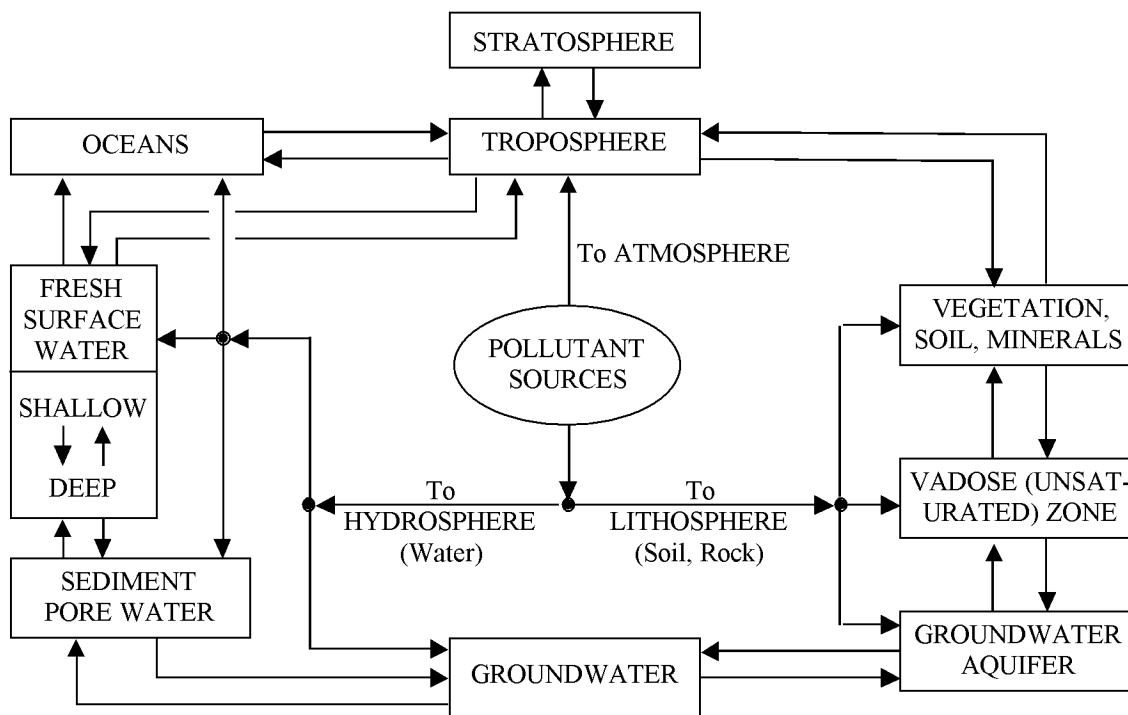 STRATOSPHERE
OCEANS
TROPOSPHERE
To ATMOSPHERE
FRESH
SURFACE
WATER
SHALLOW
DEEP
POLLUTANT
SOURCES
VEGETATION,
SOIL, MINERALS
To
HYDROSPHERE
(Water)
To
LITHOSPHERE
(Soil, Rock)
VADOSE (UNSAT-
URATED) ZONE
SEDIMENT
PORE WATER
GROUNDWATER
GROUNDWATER
AQUIFER